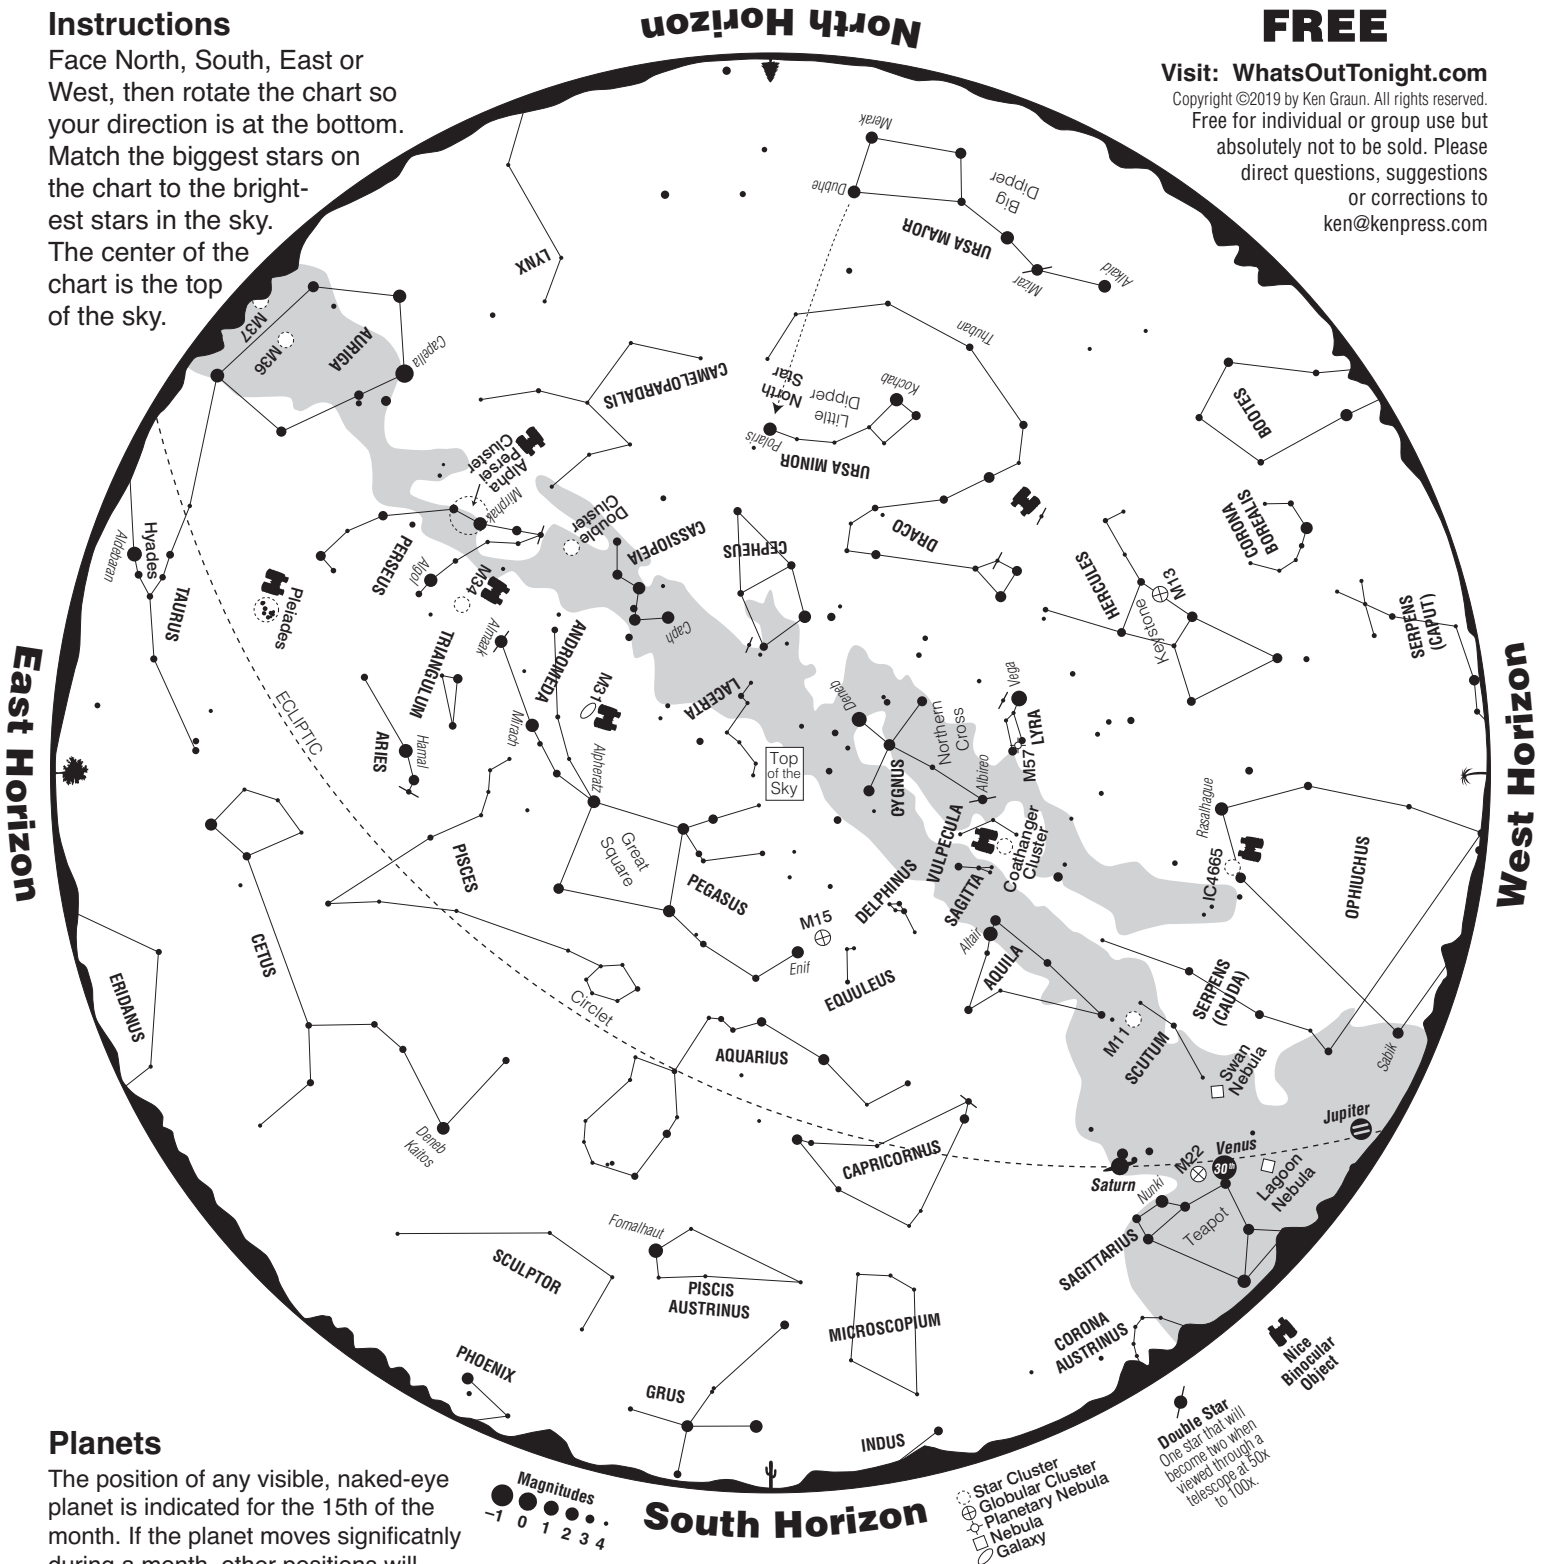 Instructions
Face North, South, East or
West, then rotate the chart so
your direction is at the bottom.
Match the biggest stars on
the chart to the bright-
est stars in the sky.
The center of the
chart is the top
of the sky.
North Horizon
FREE
Visit: WhatsOutTonight.com
Copyright ©2019 by Ken Graun. All rights reserved.
Free for individual or group use but
absolutely not to be sold. Please
direct questions, suggestions
or corrections to
ken@kenpress.com
Merak
Dubhe
Big
Dipper
URSA MAJOR
Mizar
Alkaid
LYNX
M37
M36
AURIGA
Capella
CAMELOPARDALIS
North
Star
Little
Dipper
Kochab
Thuban
Polaris
URSA MINOR
BOOTES
Alpha
Persei
Cluster
Mirphak
Double
Cluster
CASSIOPEIA
CEPHEUS
DRACO
HERCULES
M13
Keystone
CORONA
BOREALIS
SERPENS
(CAPUT)
Aldebaran
Hyades
TAURUS
Pleiades
PERSEUS
Algol
M34
Almaak
Caph
TRIANGULUM
ANDROMEDA
M31
LACERTA
Deneb
Northern
Cross
Vega
LYRA
M57
East Horizon
ECLIPTIC
ARIES
Hamal
Mirach
Alpheratz
Top
of the
Sky
CYGNUS
Albireo
West Horizon
Rasalhague
IC4665
OPHIUCHUS
PISCES
Great
Square
PEGASUS
VULPECULA
Coathanger
Cluster
SAGITTA
DELPHINUS
M15
Enif
EQUULEUS
Altair
AQUILA
CETUS
ERIDANUS
Circlet
AQUARIUS
M11
SCUTUM
SERPENS
(CAUDA)
Swan
Nebula
Sabik
Jupiter
Deneb
Kaitos
CAPRICORNUS
Saturn
M22
Venus
30th
Lagoon
Nebula
Nunki
Teapot
SAGITTARIUS
Fomalhaut
SCULPTOR
PISCIS
AUSTRINUS
MICROSCOPIUM
CORONA
AUSTRINUS
PHOENIX
GRUS
INDUS
Nice
Binocular
Object
Double Star
One star that will
become two when
viewed through a
telescope at 50x
to 100x.
Planets
The position of any visible, naked-eye
planet is indicated for the 15th of the
month. If the planet moves significatnly
during a month, other positions will
Magnitudes
–1 0 1 2 3 4
South Horizon
Star Cluster
Globular Cluster
Planetary Nebula
Nebula
Galaxy